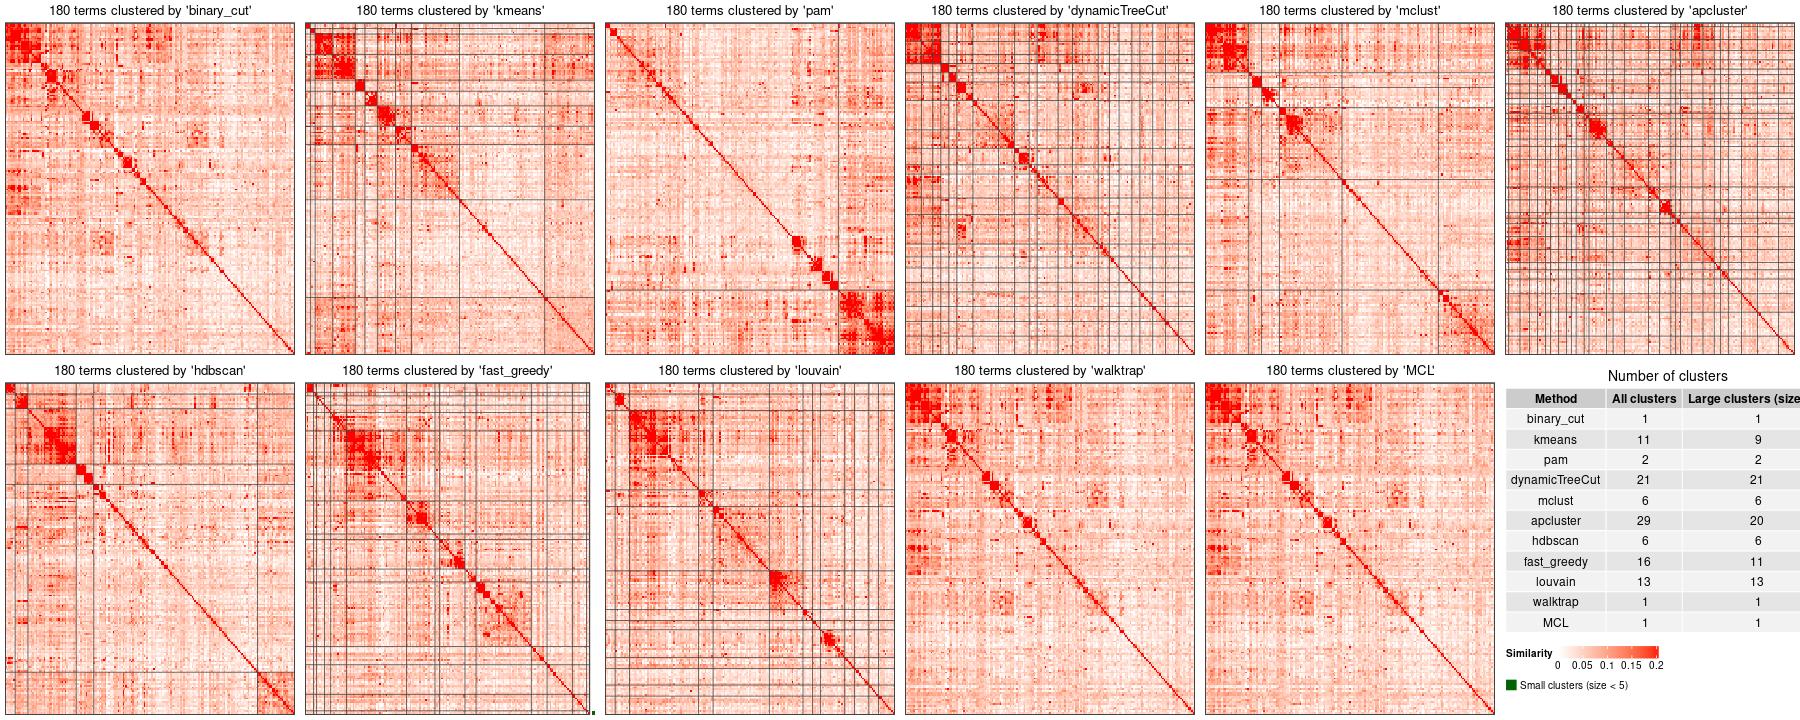 180 terms clustered by 'binary_cut'
180 terms clustered by 'kmeans'
180 terms clustered by 'pam'
180 terms clustered by 'dynamicTreeCut'
180 terms clustered by 'mclust'
180 terms clustered by 'apcluster'
180 terms clustered by 'hdbscan'
180 terms clustered by 'fast_greedy'
180 terms clustered by 'louvain'
180 terms clustered by 'walktrap'
180 terms clustered by 'MCL'
Number of clusters
Method All clusters Large clusters (size
binary_cut 1 1
kmeans 11 9
pam 2 2
dynamicTreeCut 21 21
mclust 6 6
apcluster 29 20
hdbscan 6 6
fast_greedy 16 11
louvain 13 13
walktrap 1 1
MCL 1 1
Similarity
0 0.05 0.1 0.15 0.2
Small clusters (size < 5)